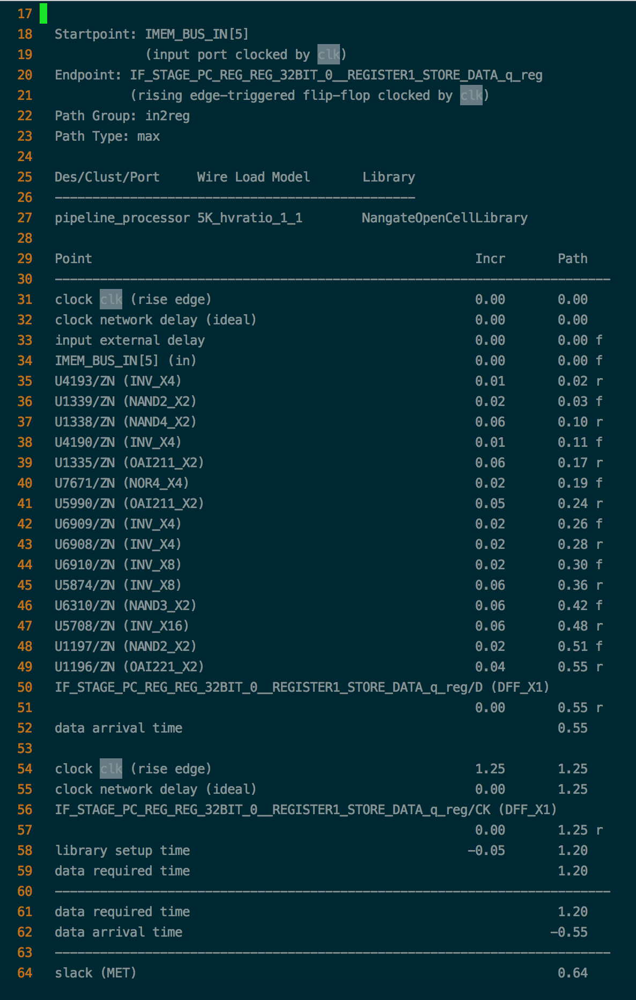 17
18 Startpoint: IMEM_BUS_IN[5]
19 (input port clocked by clk)
20 Endpoint: IF_STAGE_PC_REG_REG_32BIT_0__REGISTER1_STORE_DATA_q_reg
21 (rising edge-triggered flip-flop clocked by clk)
22 Path Group: in2reg
23 Path Type: max
24
25 Des/Clust/Port Wire Load Model Library
26 ------------------------------------------------
27 pipeline_processor 5K_hvratio_1_1 NangateOpenCellLibrary
28
29 Point Incr Path
30 --------------------------------------------------------------------------
31 clock clk (rise edge) 0.00 0.00
32 clock network delay (ideal) 0.00 0.00
33 input external delay 0.00 0.00 f
34 IMEM_BUS_IN[5] (in) 0.00 0.00 f
35 U4193/ZN (INV_X4) 0.01 0.02 r
36 U1339/ZN (NAND2_X2) 0.02 0.03 f
37 U1338/ZN (NAND4_X2) 0.06 0.10 r
38 U4190/ZN (INV_X4) 0.01 0.11 f
39 U1335/ZN (OAI211_X2) 0.06 0.17 r
40 U7671/ZN (NOR4_X4) 0.02 0.19 f
41 U5990/ZN (OAI211_X2) 0.05 0.24 r
42 U6909/ZN (INV_X4) 0.02 0.26 f
43 U6908/ZN (INV_X4) 0.02 0.28 r
44 U6910/ZN (INV_X8) 0.02 0.30 f
45 U5874/ZN (INV_X8) 0.06 0.36 r
46 U6310/ZN (NAND3_X2) 0.06 0.42 f
47 U5708/ZN (INV_X16) 0.06 0.48 r
48 U1197/ZN (NAND2_X2) 0.02 0.51 f
49 U1196/ZN (OAI221_X2) 0.04 0.55 r
50 IF_STAGE_PC_REG_REG_32BIT_0__REGISTER1_STORE_DATA_q_reg/D (DFF_X1)
51 0.00 0.55 r
52 data arrival time 0.55
53
54 clock clk (rise edge) 1.25 1.25
55 clock network delay (ideal) 0.00 1.25
56 IF_STAGE_PC_REG_REG_32BIT_0__REGISTER1_STORE_DATA_q_reg/CK (DFF_X1)
57 0.00 1.25 r
58 library setup time -0.05 1.20
59 data required time 1.20
60 --------------------------------------------------------------------------
61 data required time 1.20
62 data arrival time -0.55
63 --------------------------------------------------------------------------
64 slack (MET) 0.64